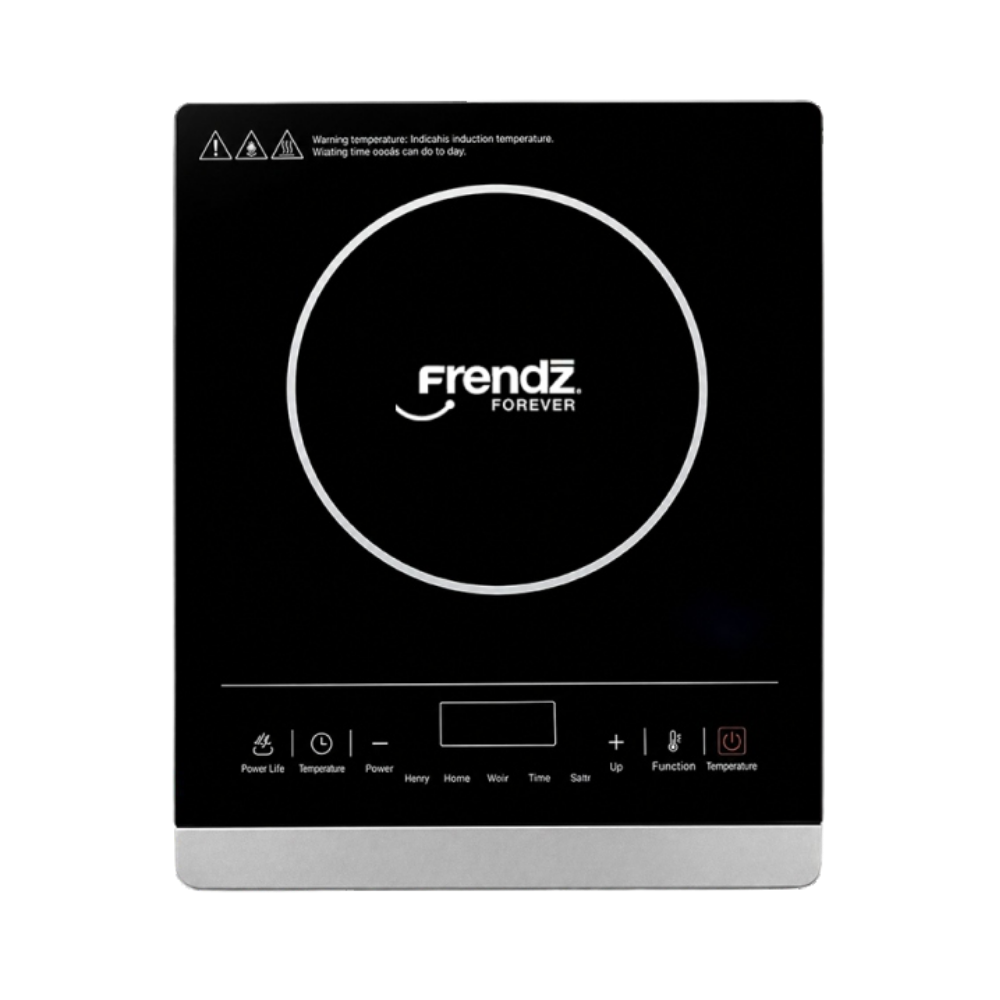 Warning temperature: Indicahis induction temperature.
Wiating time oooás can do to day.
Frendz
FOREVER
Power Life
Temperature
Power
Henry
Home
Woir
Time
Saltr
Up
Function
Temperature